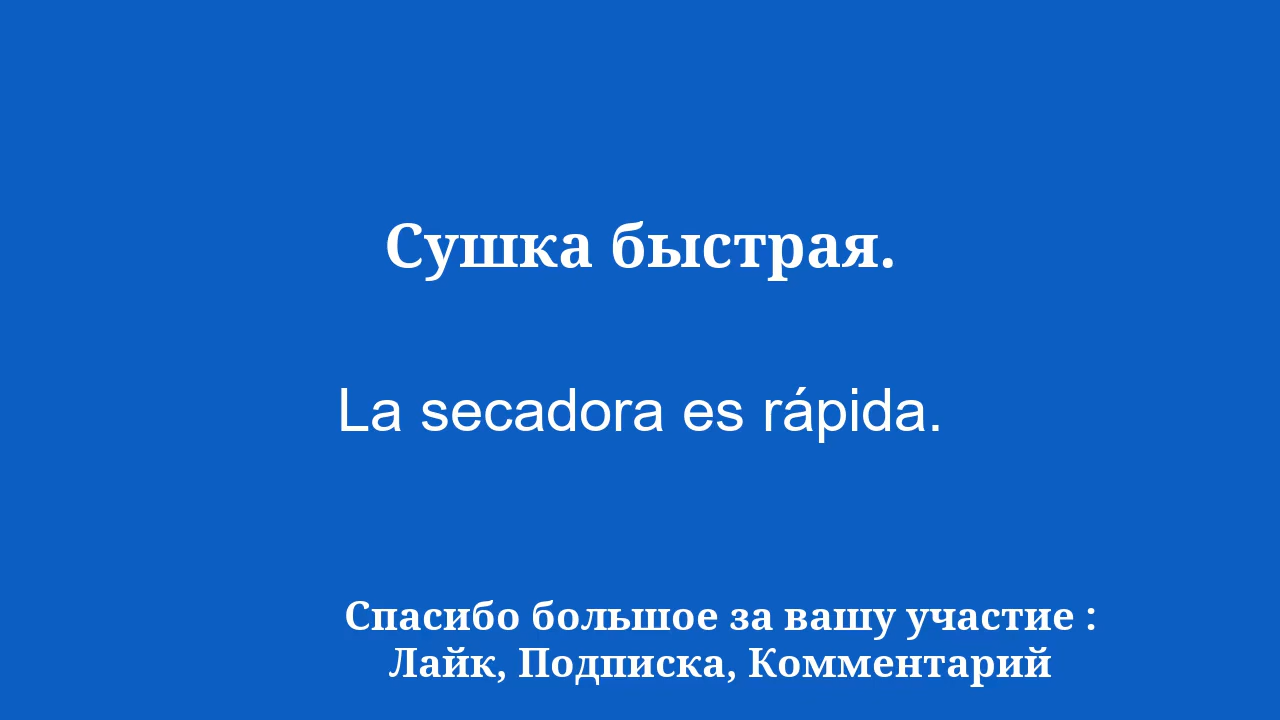 Сушка быстрая.
La secadora es rápida.
Спасибо большое за вашу участие :
Лайк, Подписка, Комментарий